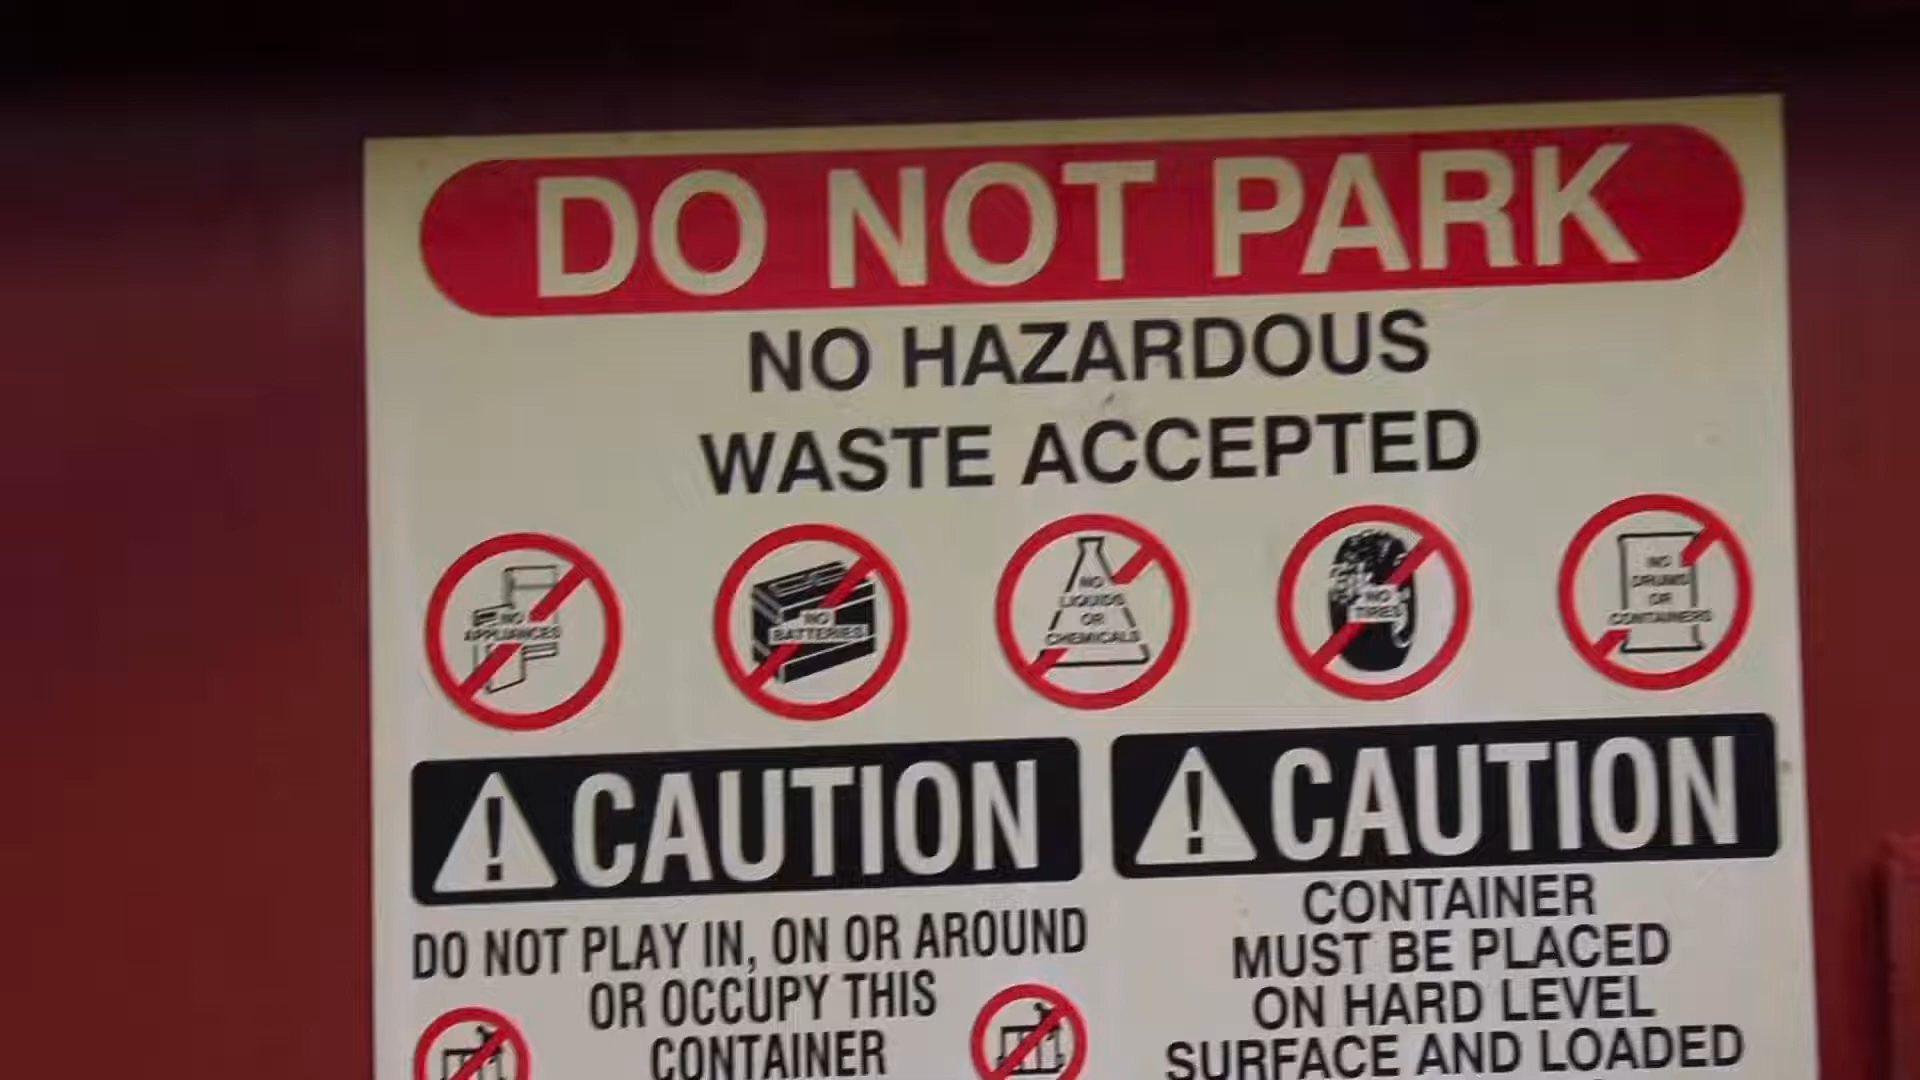 DO NOT PARK
NO HAZARDOUS
WASTE ACCEPTED
NO
APPLIANCES
NO
BATTERIES
NO
LIQUIDS
OR
CHEMICALS
NO
TIRES
NO
DRUMS
OR
CONTAINERS
CAUTION
DO NOT PLAY IN, ON OR AROUND
OR OCCUPY THIS
CONTAINER
CAUTION
CONTAINER
MUST BE PLACED
ON HARD LEVEL
SURFACE AND LOADED